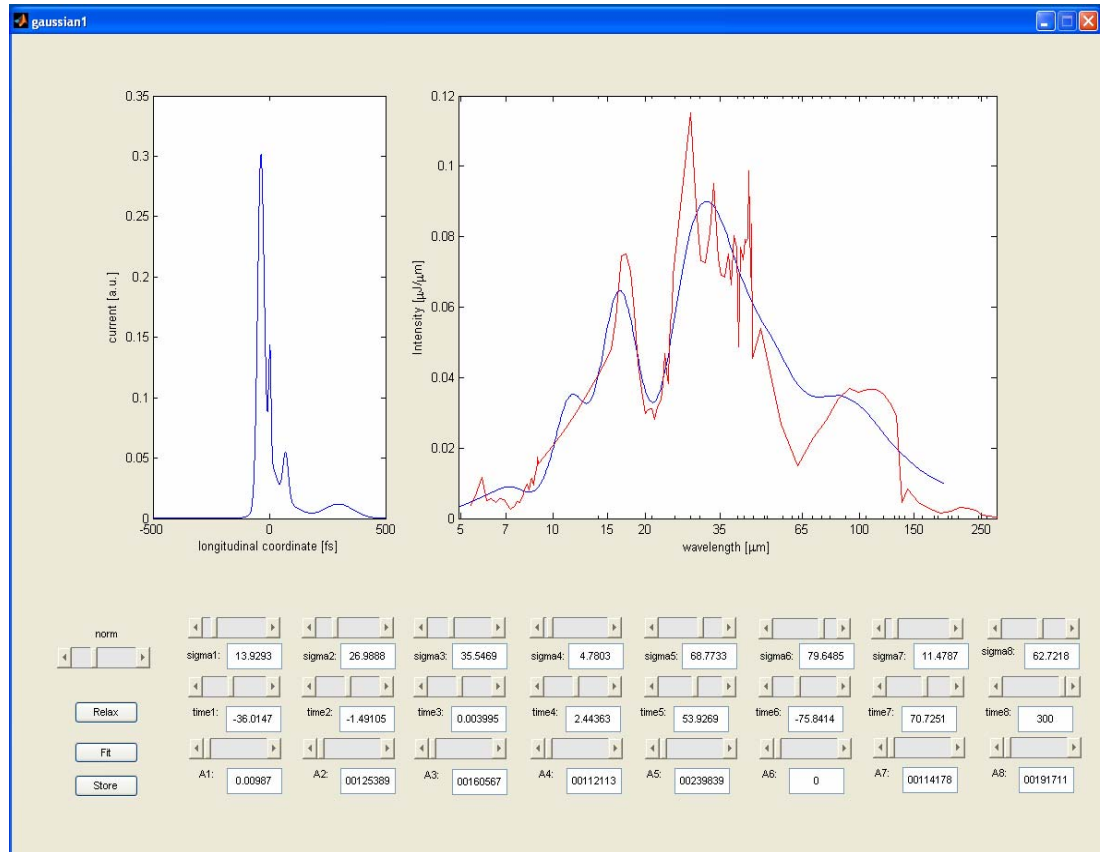 gaussian1
0.35
0.3
0.25
0.2
0.15
0.1
0.05
0
current [a.u.]
-500
0
500
longitudinal coordinate [fs]
0.12
0.1
0.08
0.06
0.04
0.02
0
Intensity [μJ/μm]
5
7
10
15
20
35
65
100
150
250
wavelength [μm]
norm
sigma1: 13.9293
sigma2: 26.9888
sigma3: 35.5469
sigma4: 4.7803
sigma5: 68.7733
sigma6: 79.6485
sigma7: 11.4787
sigma8: 62.7218
Relax
time1: -36.0147
time2: -1.49105
time3: 0.003995
time4: 2.44363
time5: 53.9269
time6: -75.8414
time7: 70.7251
time8: 300
Fit
Store
A1: 0.00987
A2: 00125389
A3: 00160567
A4: 00112113
A5: 00239839
A6: 0
A7: 00114178
A8: 00191711